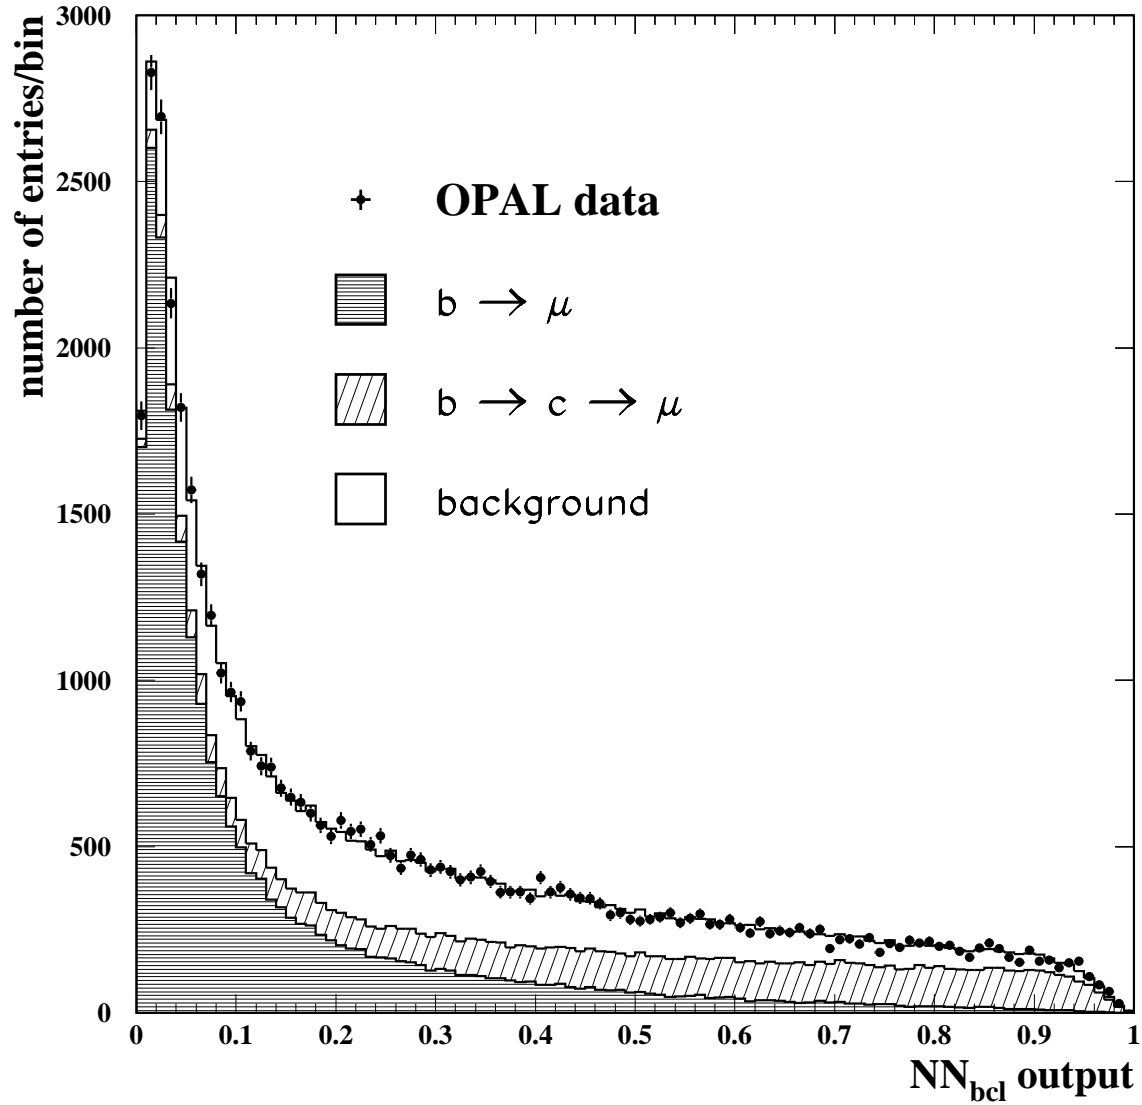 number of entries/bin
3000
2500
2000
1500
1000
500
0
OPAL data
b → μ
b → c → μ
background
0 0.1 0.2 0.3 0.4 0.5 0.6 0.7 0.8 0.9 1
NN_bcl output